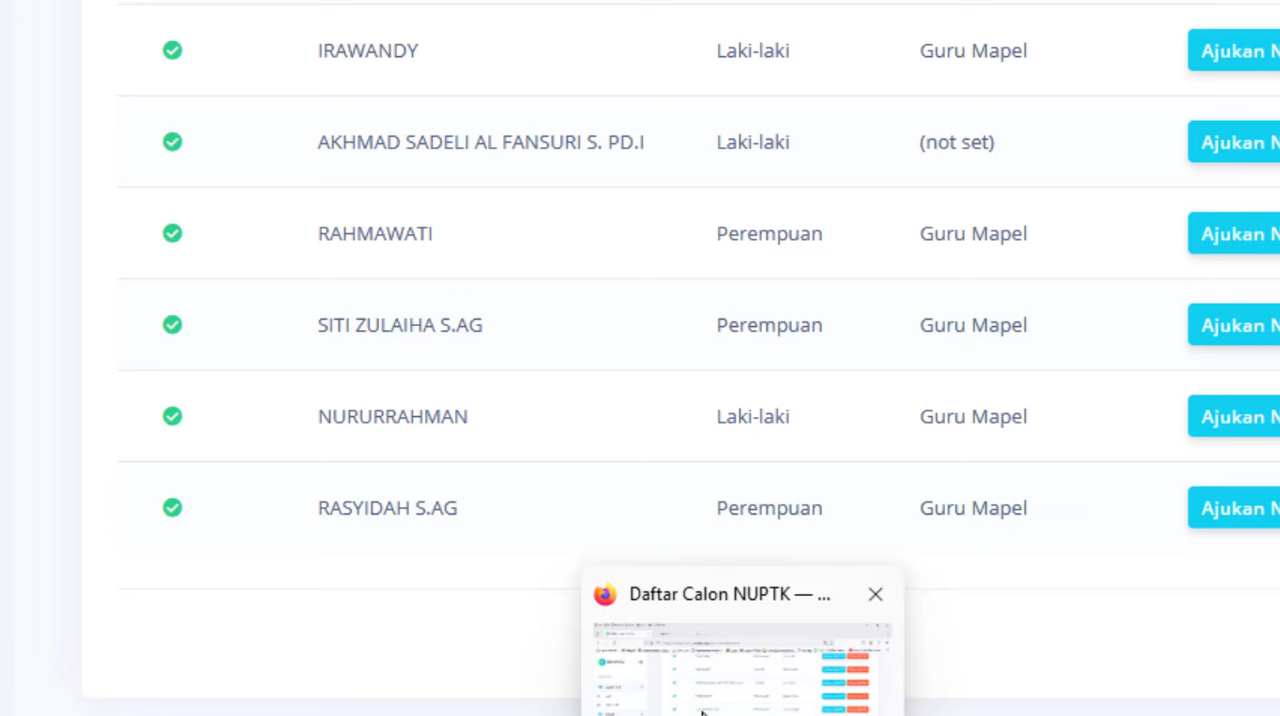 IRAWANDY Laki-laki Guru Mapel Ajukan N
AKHMAD SADELI AL FANSURI S. PD.I Laki-laki (not set) Ajukan N
RAHMAWATI Perempuan Guru Mapel Ajukan N
SITI ZULAIHA S.AG Perempuan Guru Mapel Ajukan N
NURURRAHMAN Laki-laki Guru Mapel Ajukan N
RASYIDAH S.AG Perempuan Guru Mapel Ajukan N
Daftar Calon NUPTK — ...